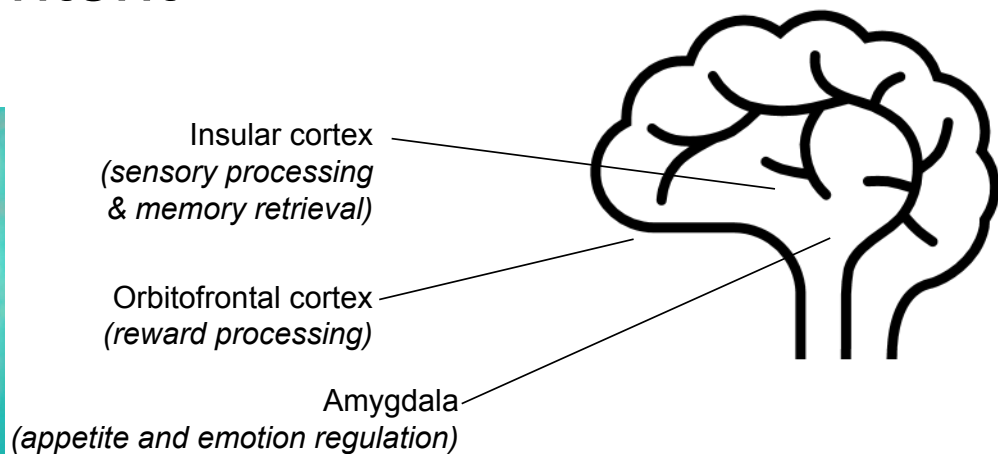 Insular cortex
(sensory processing
& memory retrieval)
Orbitofrontal cortex
(reward processing)
Amygdala
(appetite and emotion regulation)